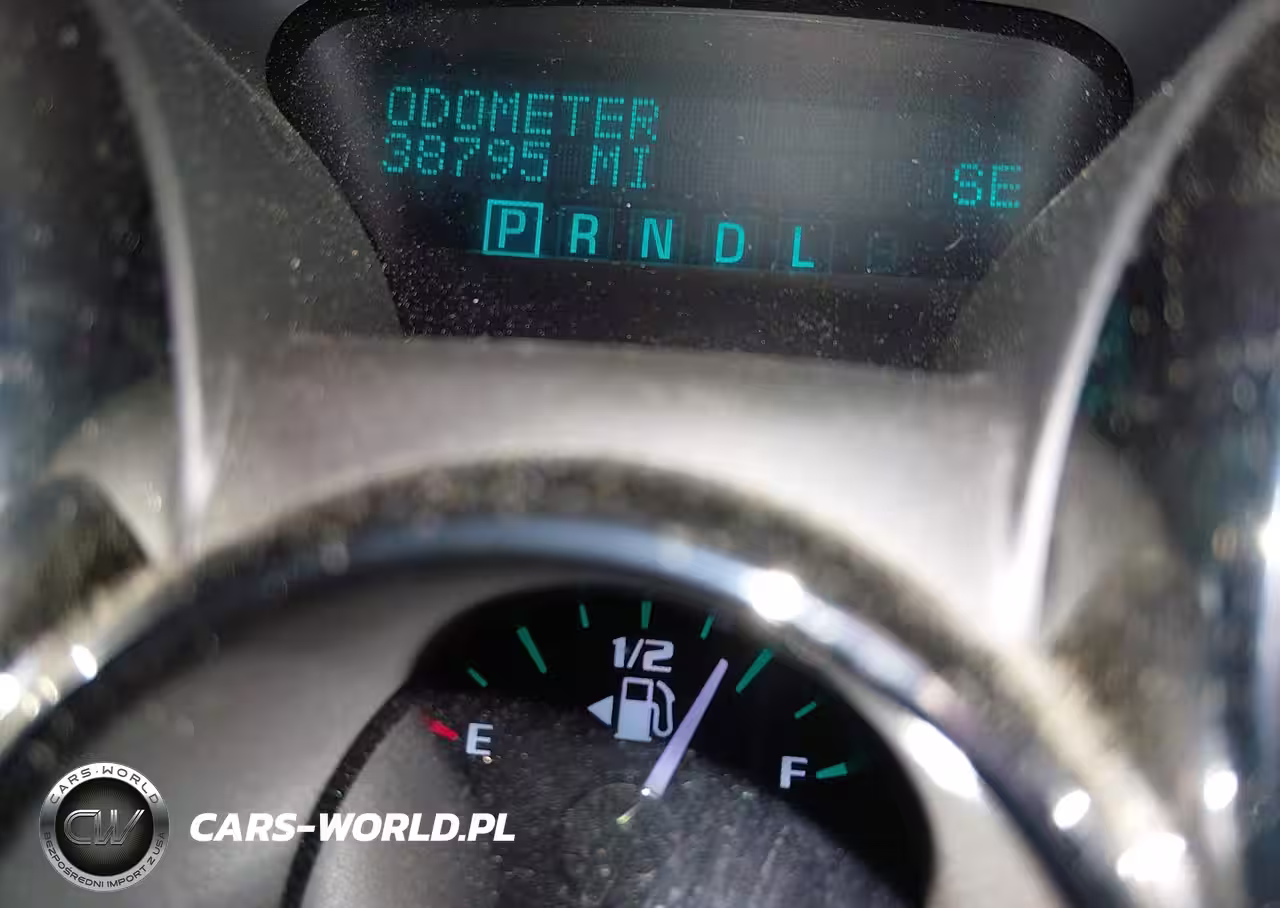 ODOMETER
38795 MI
SE
P R N D L
1/2
E
F
CARS-WORLD
CW
BEZPOŚREDNI IMPORT Z USA
CARS-WORLD.PL